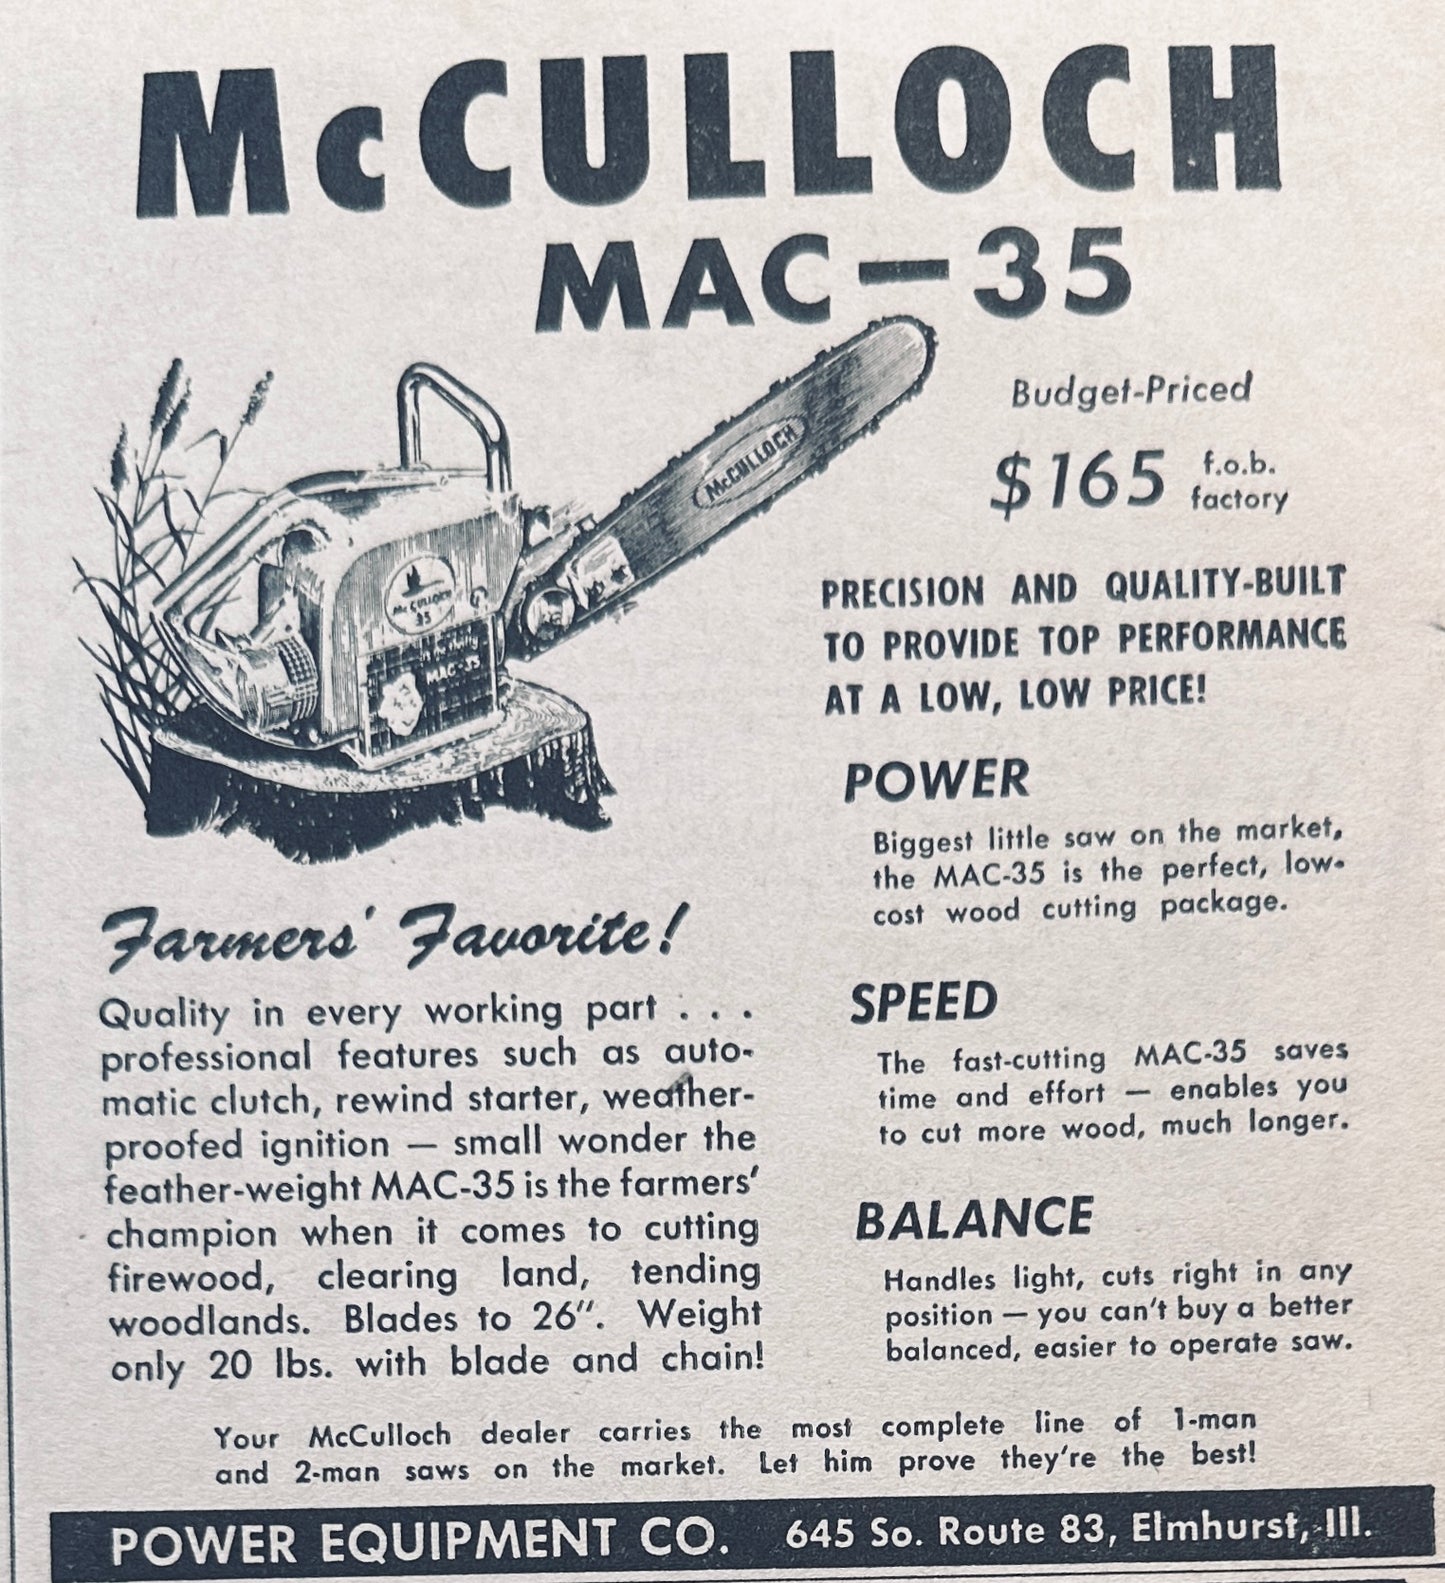 McCULLOCH
MAC-35
McCULLOCH
McCULLOCH
35
MAC-35
Budget-Priced
$165 f.o.b. factory
PRECISION AND QUALITY-BUILT
TO PROVIDE TOP PERFORMANCE
AT A LOW, LOW PRICE!
POWER
Biggest little saw on the market,
the MAC-35 is the perfect, low-
cost wood cutting package.
SPEED
The fast-cutting MAC-35 saves
time and effort — enables you
to cut more wood, much longer.
BALANCE
Handles light, cuts right in any
position — you can't buy a better
balanced, easier to operate saw.
Farmers' Favorite!
Quality in every working part . . .
professional features such as auto-
matic clutch, rewind starter, weather-
proofed ignition — small wonder the
feather-weight MAC-35 is the farmers'
champion when it comes to cutting
firewood, clearing land, tending
woodlands. Blades to 26". Weight
only 20 lbs. with blade and chain!
Your McCulloch dealer carries the most complete line of 1-man
and 2-man saws on the market. Let him prove they're the best!
POWER EQUIPMENT CO. 645 So. Route 83, Elmhurst, Ill.